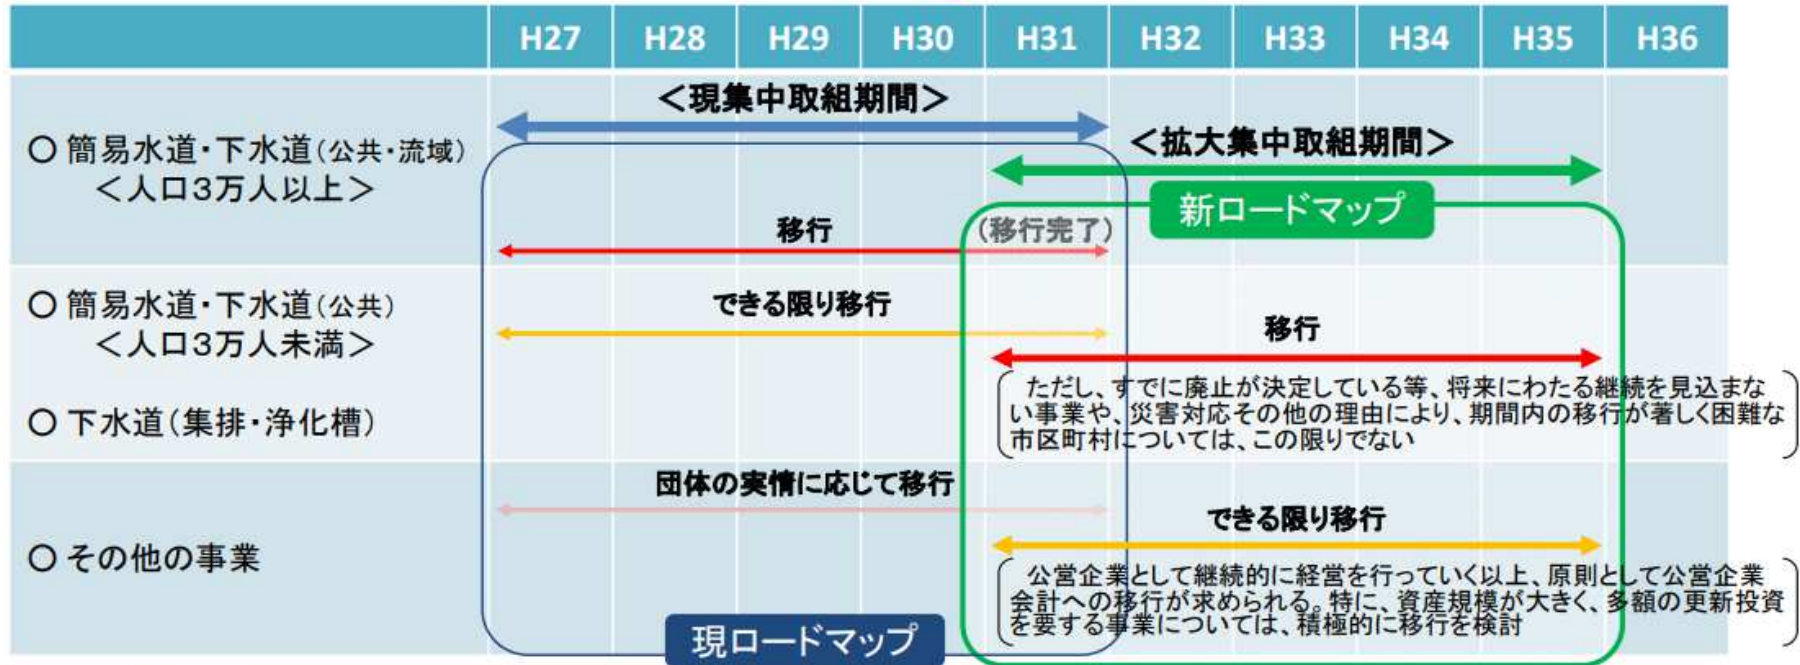 H27 H28 H29 H30 H31 H32 H33 H34 H35 H36
○ 簡易水道・下水道（公共・流域）
＜人口３万人以上＞
＜現集中取組期間＞
＜拡大集中取組期間＞
新ロードマップ
移行
（移行完了）
○ 簡易水道・下水道（公共）
＜人口３万人未満＞
○ 下水道（集排・浄化槽）
できる限り移行
移行
ただし、すでに廃止が決定している等、将来にわたる継続を見込まな
い事業や、災害対応その他の理由により、期間内の移行が著しく困難な
市区町村については、この限りでない
○ その他の事業
団体の実情に応じて移行
できる限り移行
公営企業として継続的に経営を行っていく以上、原則として公営企業
会計への移行が求められる。特に、資産規模が大きく、多額の更新投資
を要する事業については、積極的に移行を検討
現ロードマップ